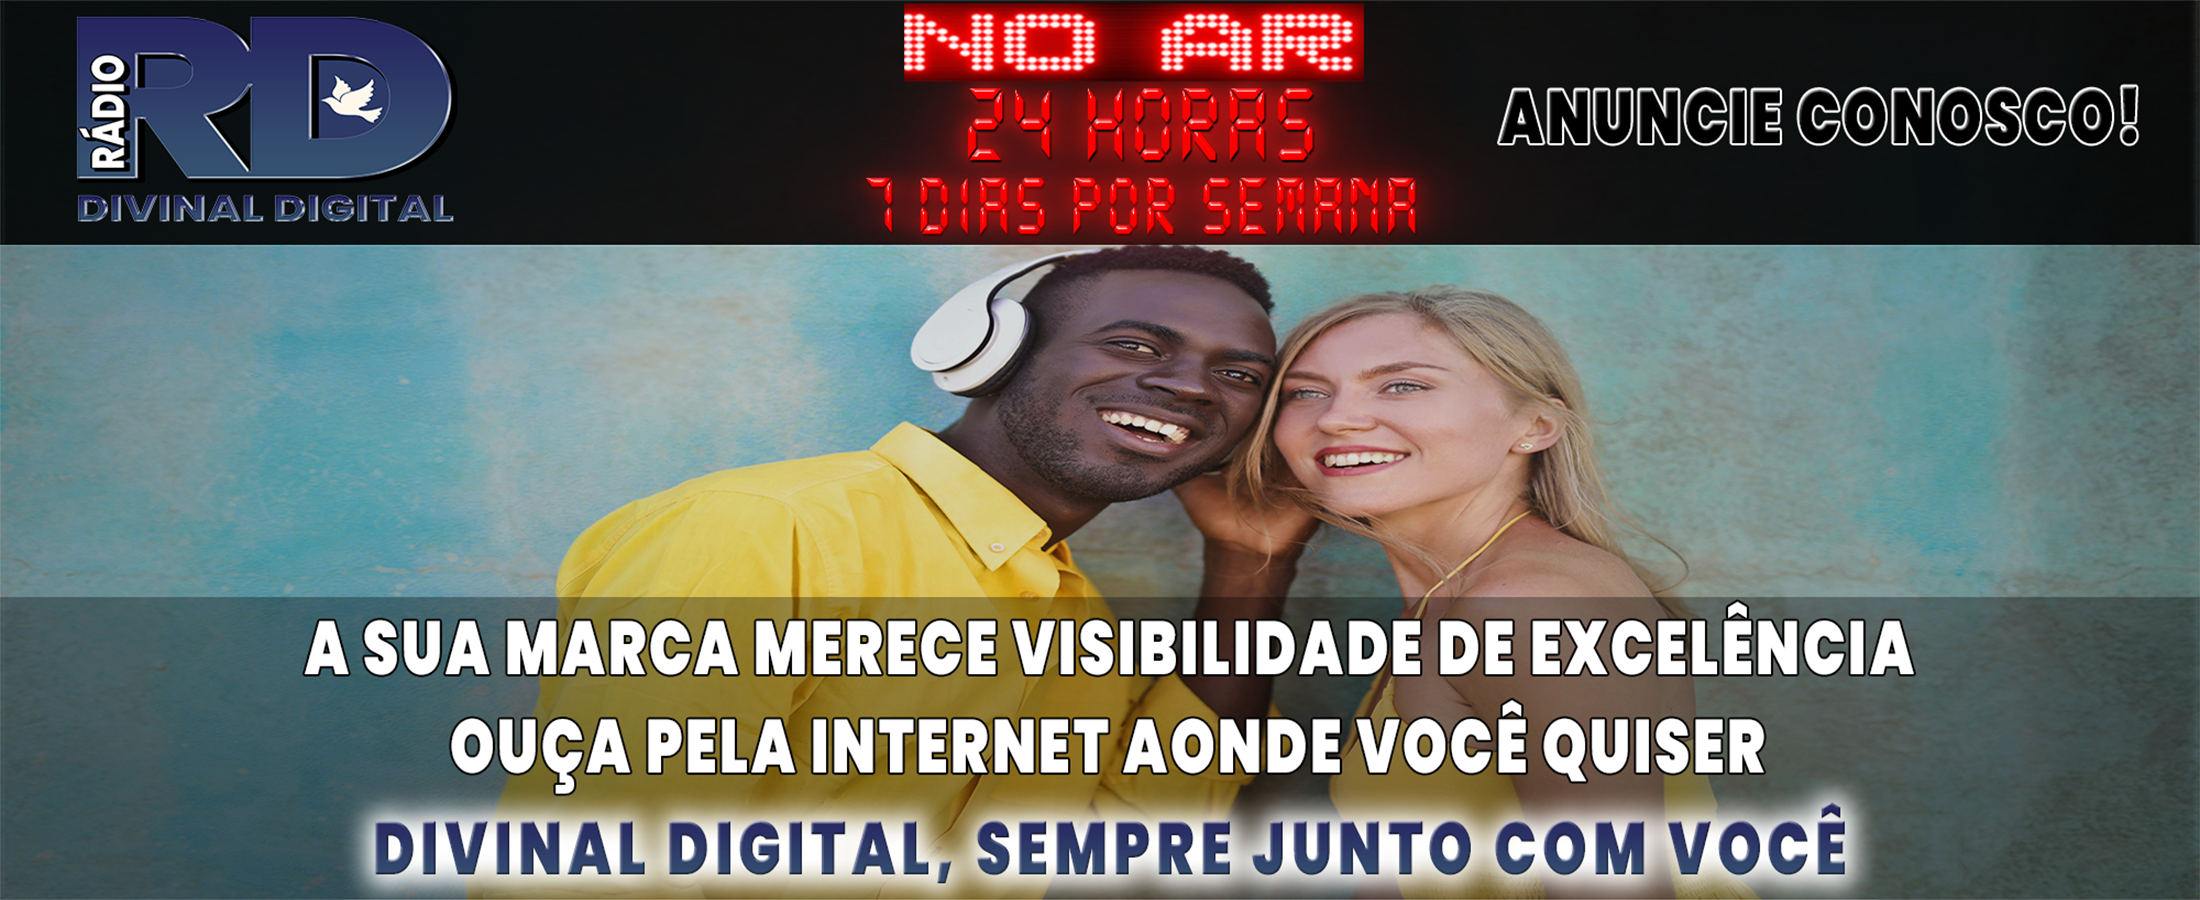 RÁDIO
RD
DIVINAL DIGITAL
NO AR
24 HORAS
7 DIAS POR SEMANA
ANUNCIE CONOSCO!
A SUA MARCA MERECE VISIBILIDADE DE EXCELÊNCIA
OUÇA PELA INTERNET AONDE VOCÊ QUISER
DIVINAL DIGITAL, SEMPRE JUNTO COM VOCÊ